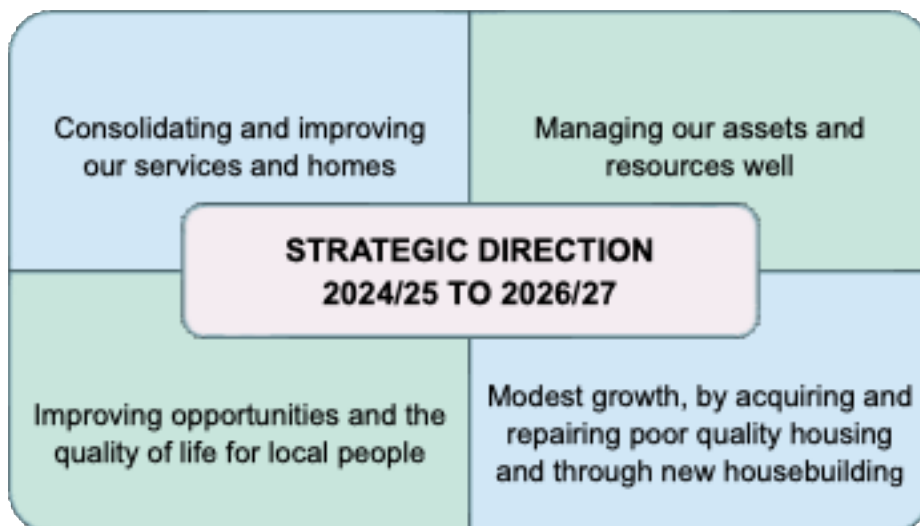 Consolidating and improving
our services and homes
Managing our assets and
resources well
STRATEGIC DIRECTION
2024/25 TO 2026/27
Improving opportunities and the
quality of life for local people
Modest growth, by acquiring and
repairing poor quality housing
and through new housebuilding